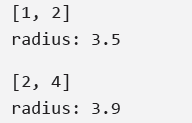 [1, 2]
radius: 3.5
[2, 4]
radius: 3.9